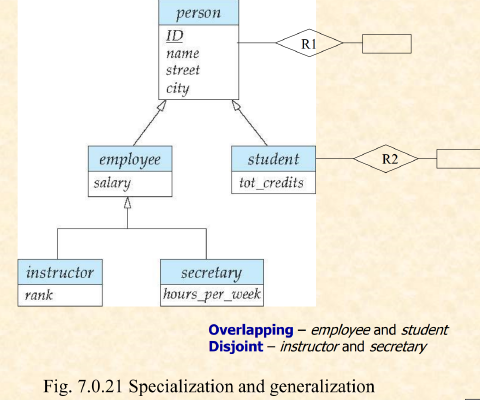 person
ID
name
street
city
R1
employee
salary
student
tot_credits
R2
instructor
rank
secretary
hours_per_week
Overlapping – employee and student
Disjoint – instructor and secretary
Fig. 7.0.21 Specialization and generalization